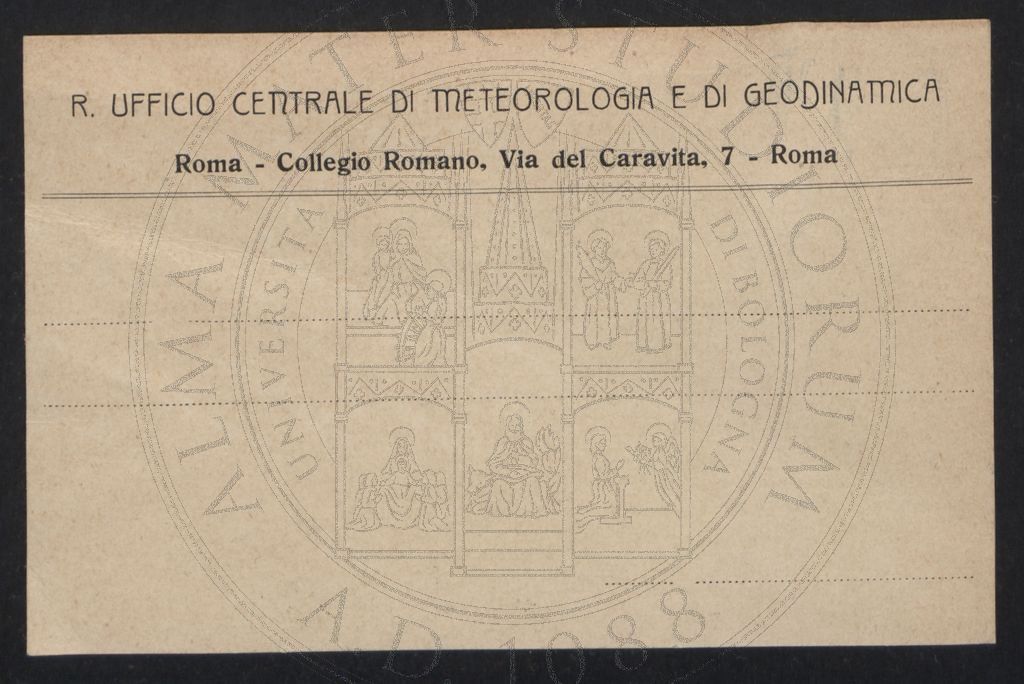 R. UFFICIO CENTRALE DI METEOROLOGIA E DI GEODINAMICA
Roma - Collegio Romano, Via del Caravita, 7 - Roma
ALMA MATER STUDIORUM
UNIVERSITA DI BOLOGNA
A.D. 1088